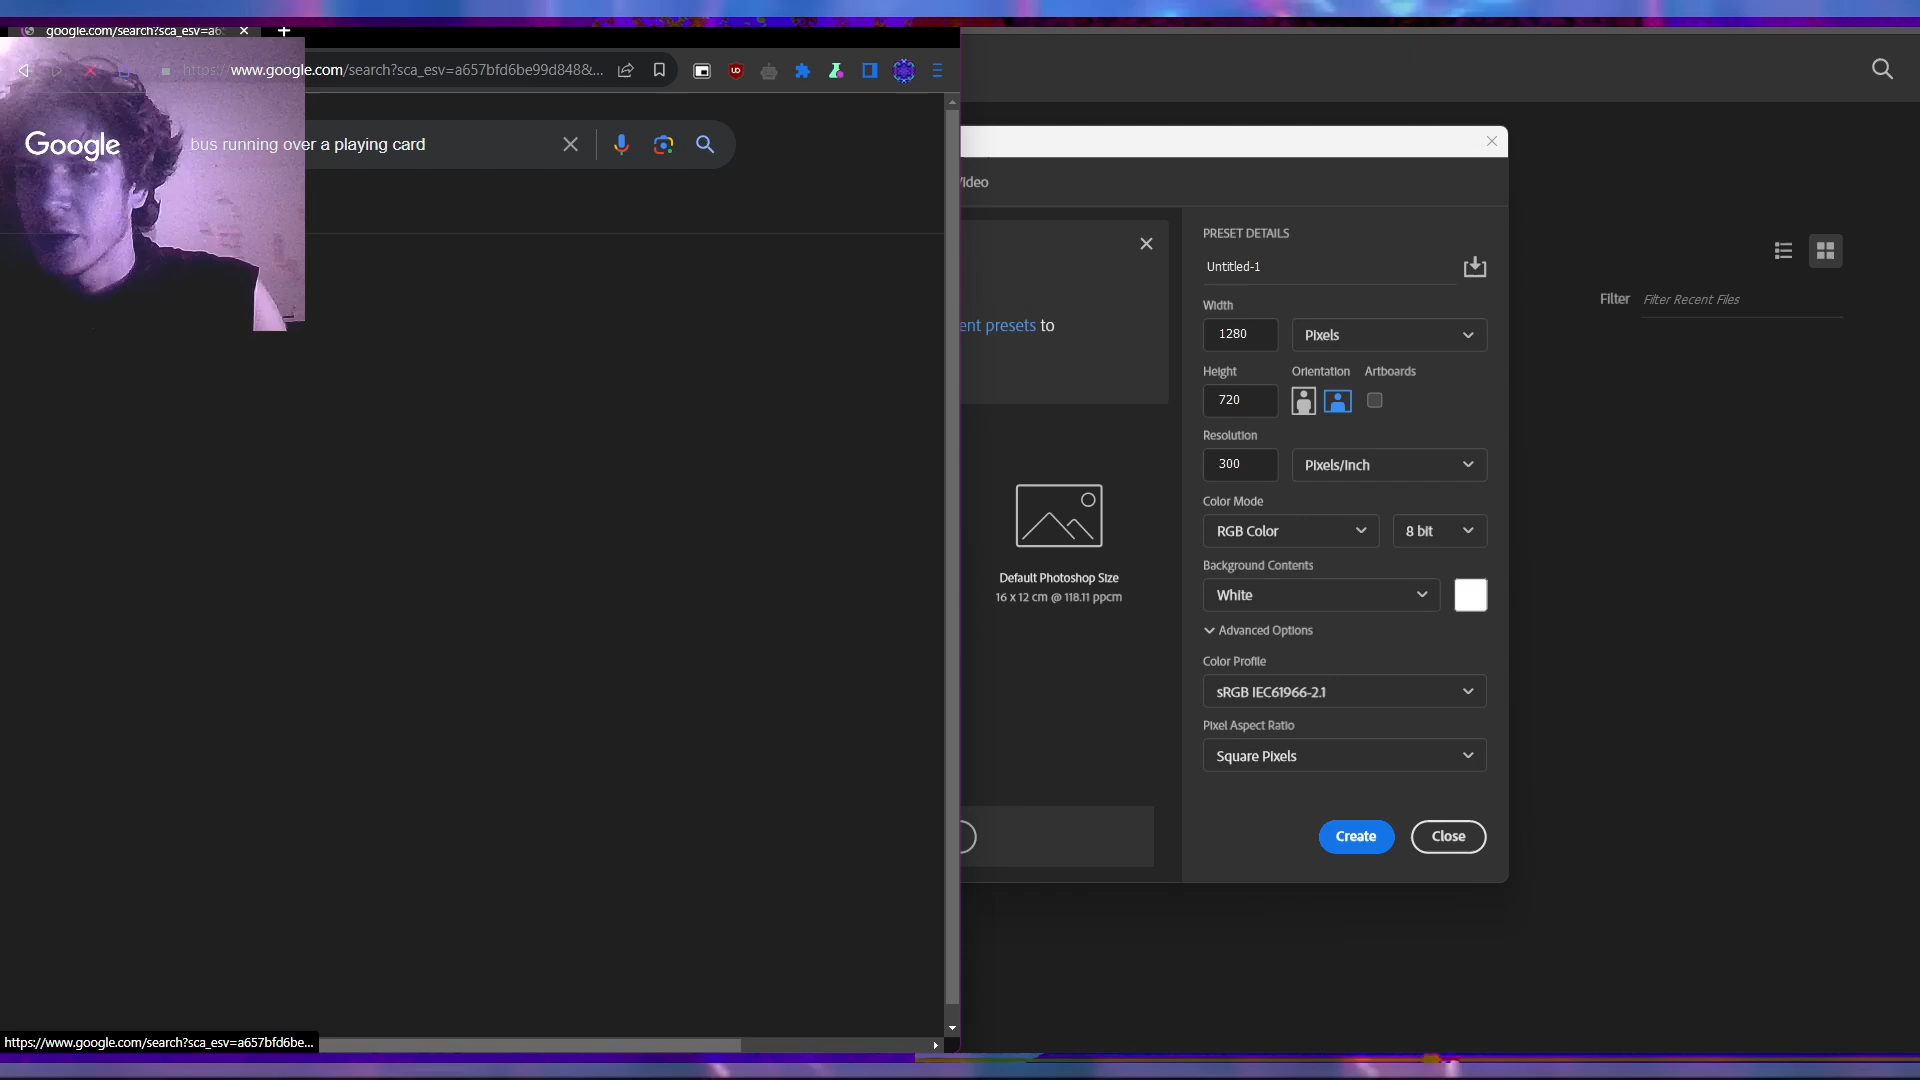 google.com/search?sca_esv=a6
https://www.google.com/search?sca_esv=a657bfd6be99d848&...
Google
bus running over a playing card
Video
PRESET DETAILS
Untitled-1
Width
1280
Pixels
Height
Orientation
Artboards
720
Resolution
300
Pixels/Inch
Color Mode
RGB Color
8 bit
Background Contents
White
Advanced Options
Color Profile
sRGB IEC61966-2.1
Pixel Aspect Ratio
Square Pixels
Create
Close
ent presets to
Default Photoshop Size
16 x 12 cm @ 118.11 ppcm
Filter
Filter Recent Files
https://www.google.com/search?sca_esv=a657bfd6be...